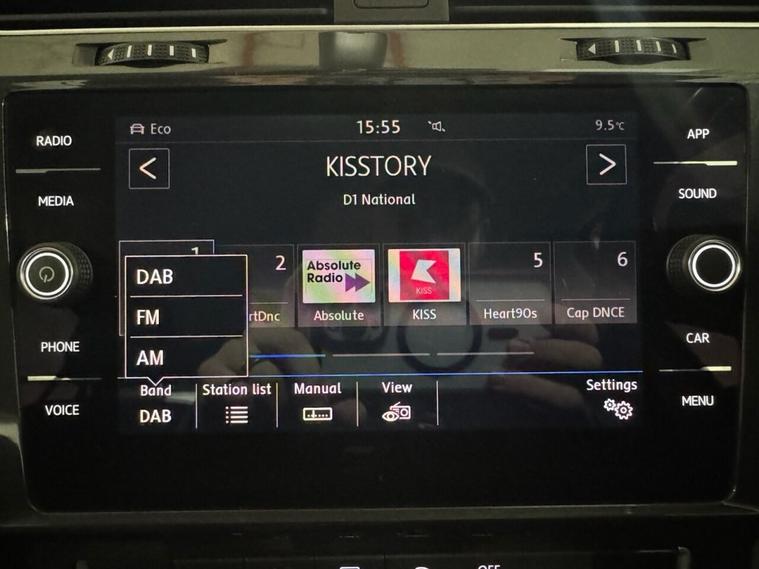 RADIO
MEDIA
PHONE
VOICE
Eco
15:55
9.5°C
KISSTORY
D1 National
1
2
rtDnc
Absolute
Radio
Absolute
KISS
KISS
5
Heart90s
6
Cap DNCE
DAB
FM
AM
Band
DAB
Station list
Manual
View
Settings
APP
SOUND
CAR
MENU
OFF